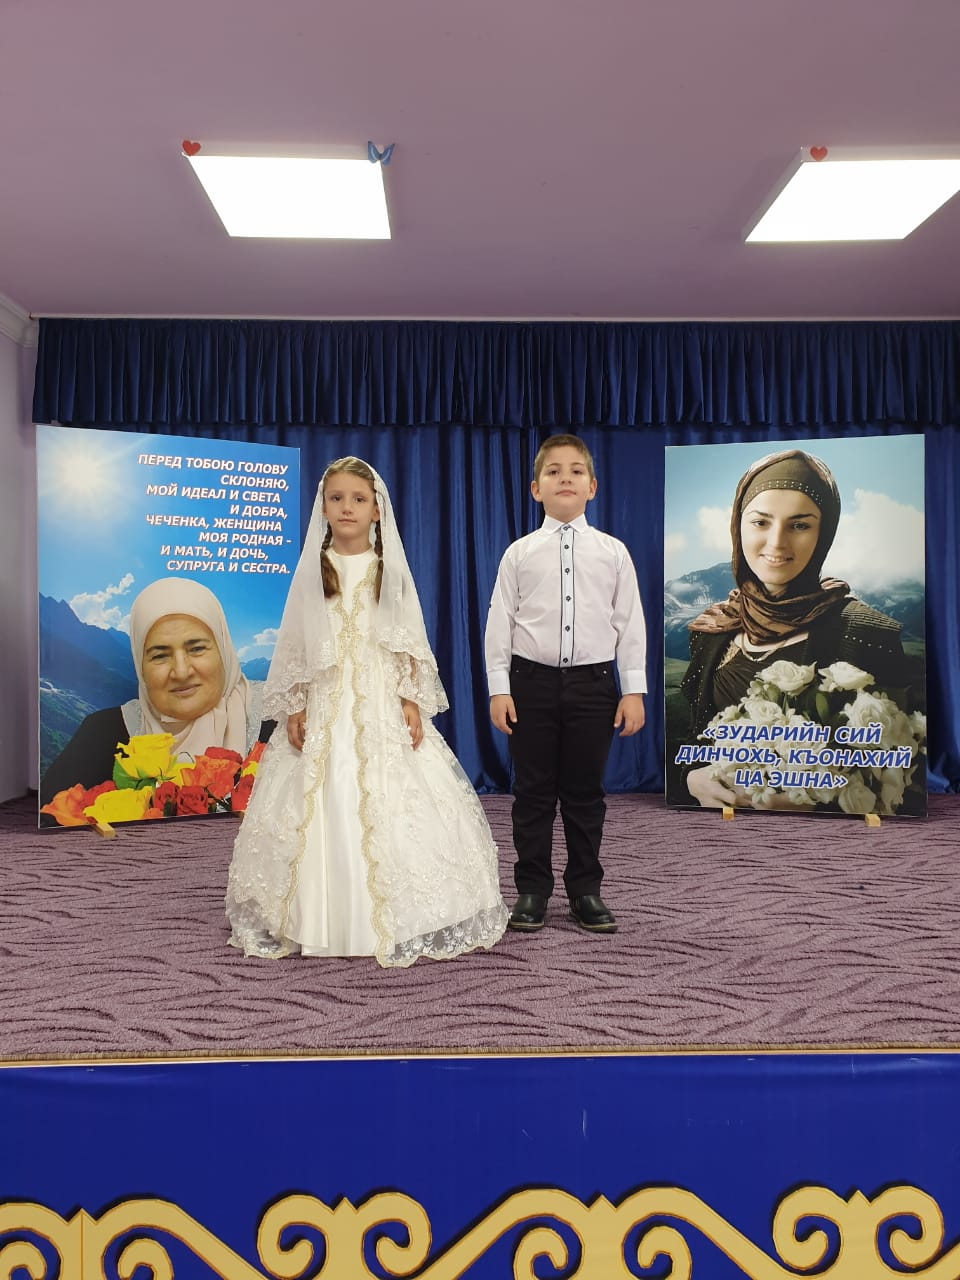 ПЕРЕД ТОБОЮ ГОЛОВУ
СКЛОНЯЮ,
МОЙ ИДЕАЛ И СВЕТА
И ДОБРА,
ЧЕЧЕНКА, ЖЕНЩИНА
МОЯ РОДНАЯ -
И МАТЬ, И ДОЧЬ,
СУПРУГА И СЕСТРА.
«ЗУДАРИЙН СИЙ
ДИНЧОХЬ, КЪОНАХИЙ
ЦА ЭШНА»